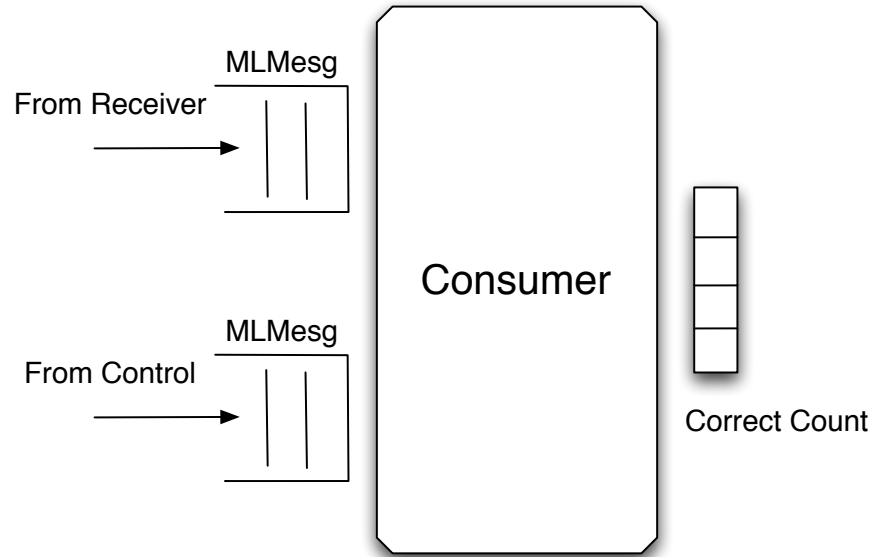 MLMesg
From Receiver
Consumer
MLMesg
From Control
Correct Count